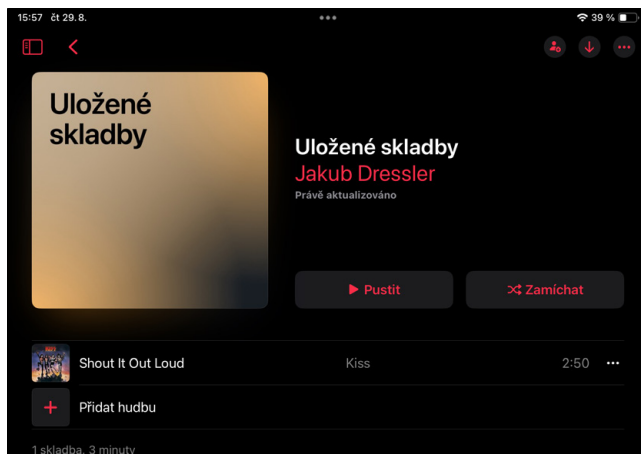 15:57 čt 29. 8.
39 %
Uložené
skladby
Uložené skladby
Jakub Dressler
Právě aktualizováno
Pustit
Zamíchat
Shout It Out Loud Kiss 2:50
Přidat hudbu
1 skladba, 3 minuty